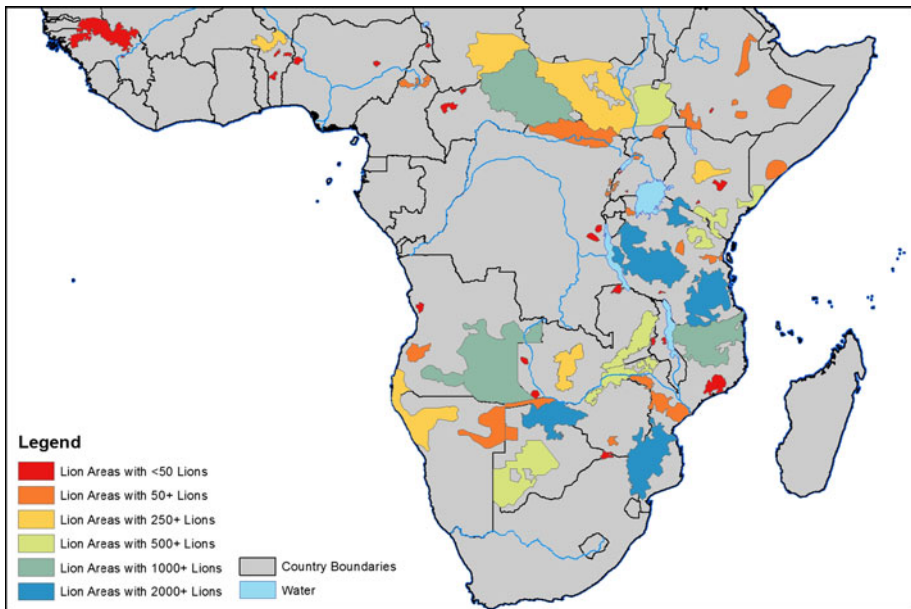 Legend
Lion Areas with <50 Lions
Lion Areas with 50+ Lions
Lion Areas with 250+ Lions
Lion Areas with 500+ Lions
Lion Areas with 1000+ Lions
Lion Areas with 2000+ Lions
Country Boundaries
Water